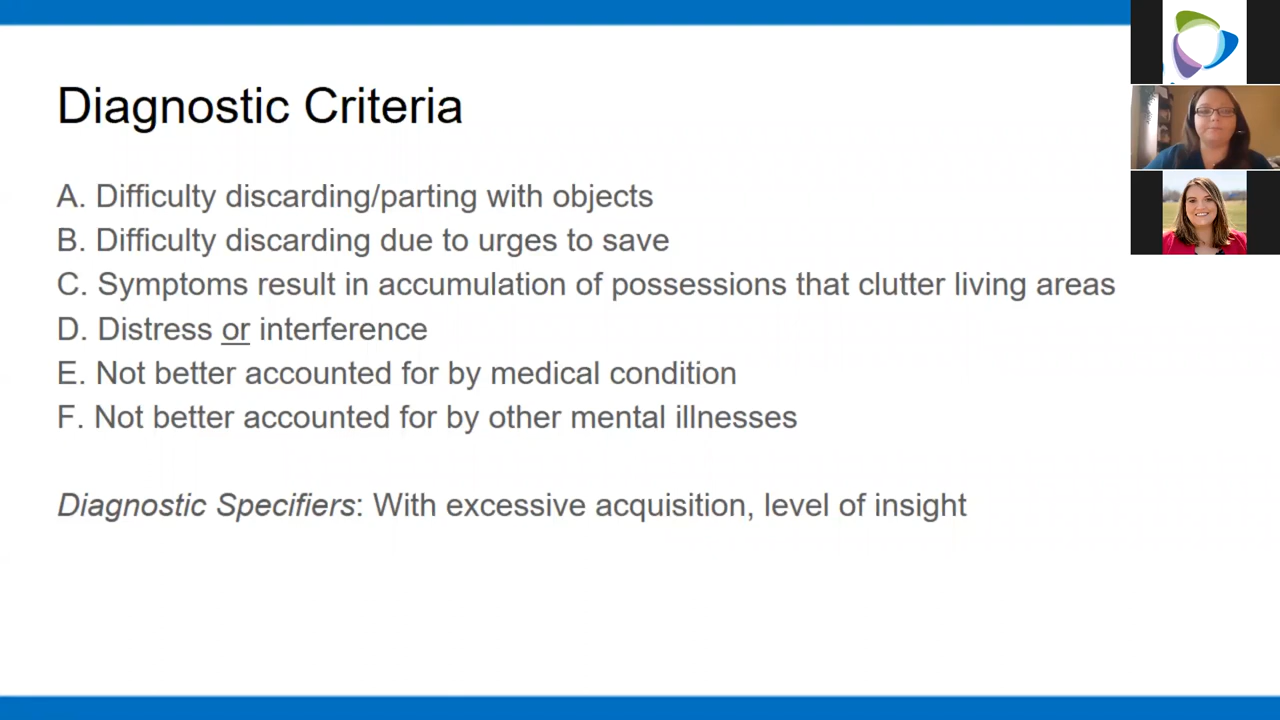 Diagnostic Criteria
A. Difficulty discarding/parting with objects
B. Difficulty discarding due to urges to save
C. Symptoms result in accumulation of possessions that clutter living areas
D. Distress or interference
E. Not better accounted for by medical condition
F. Not better accounted for by other mental illnesses
Diagnostic Specifiers: With excessive acquisition, level of insight